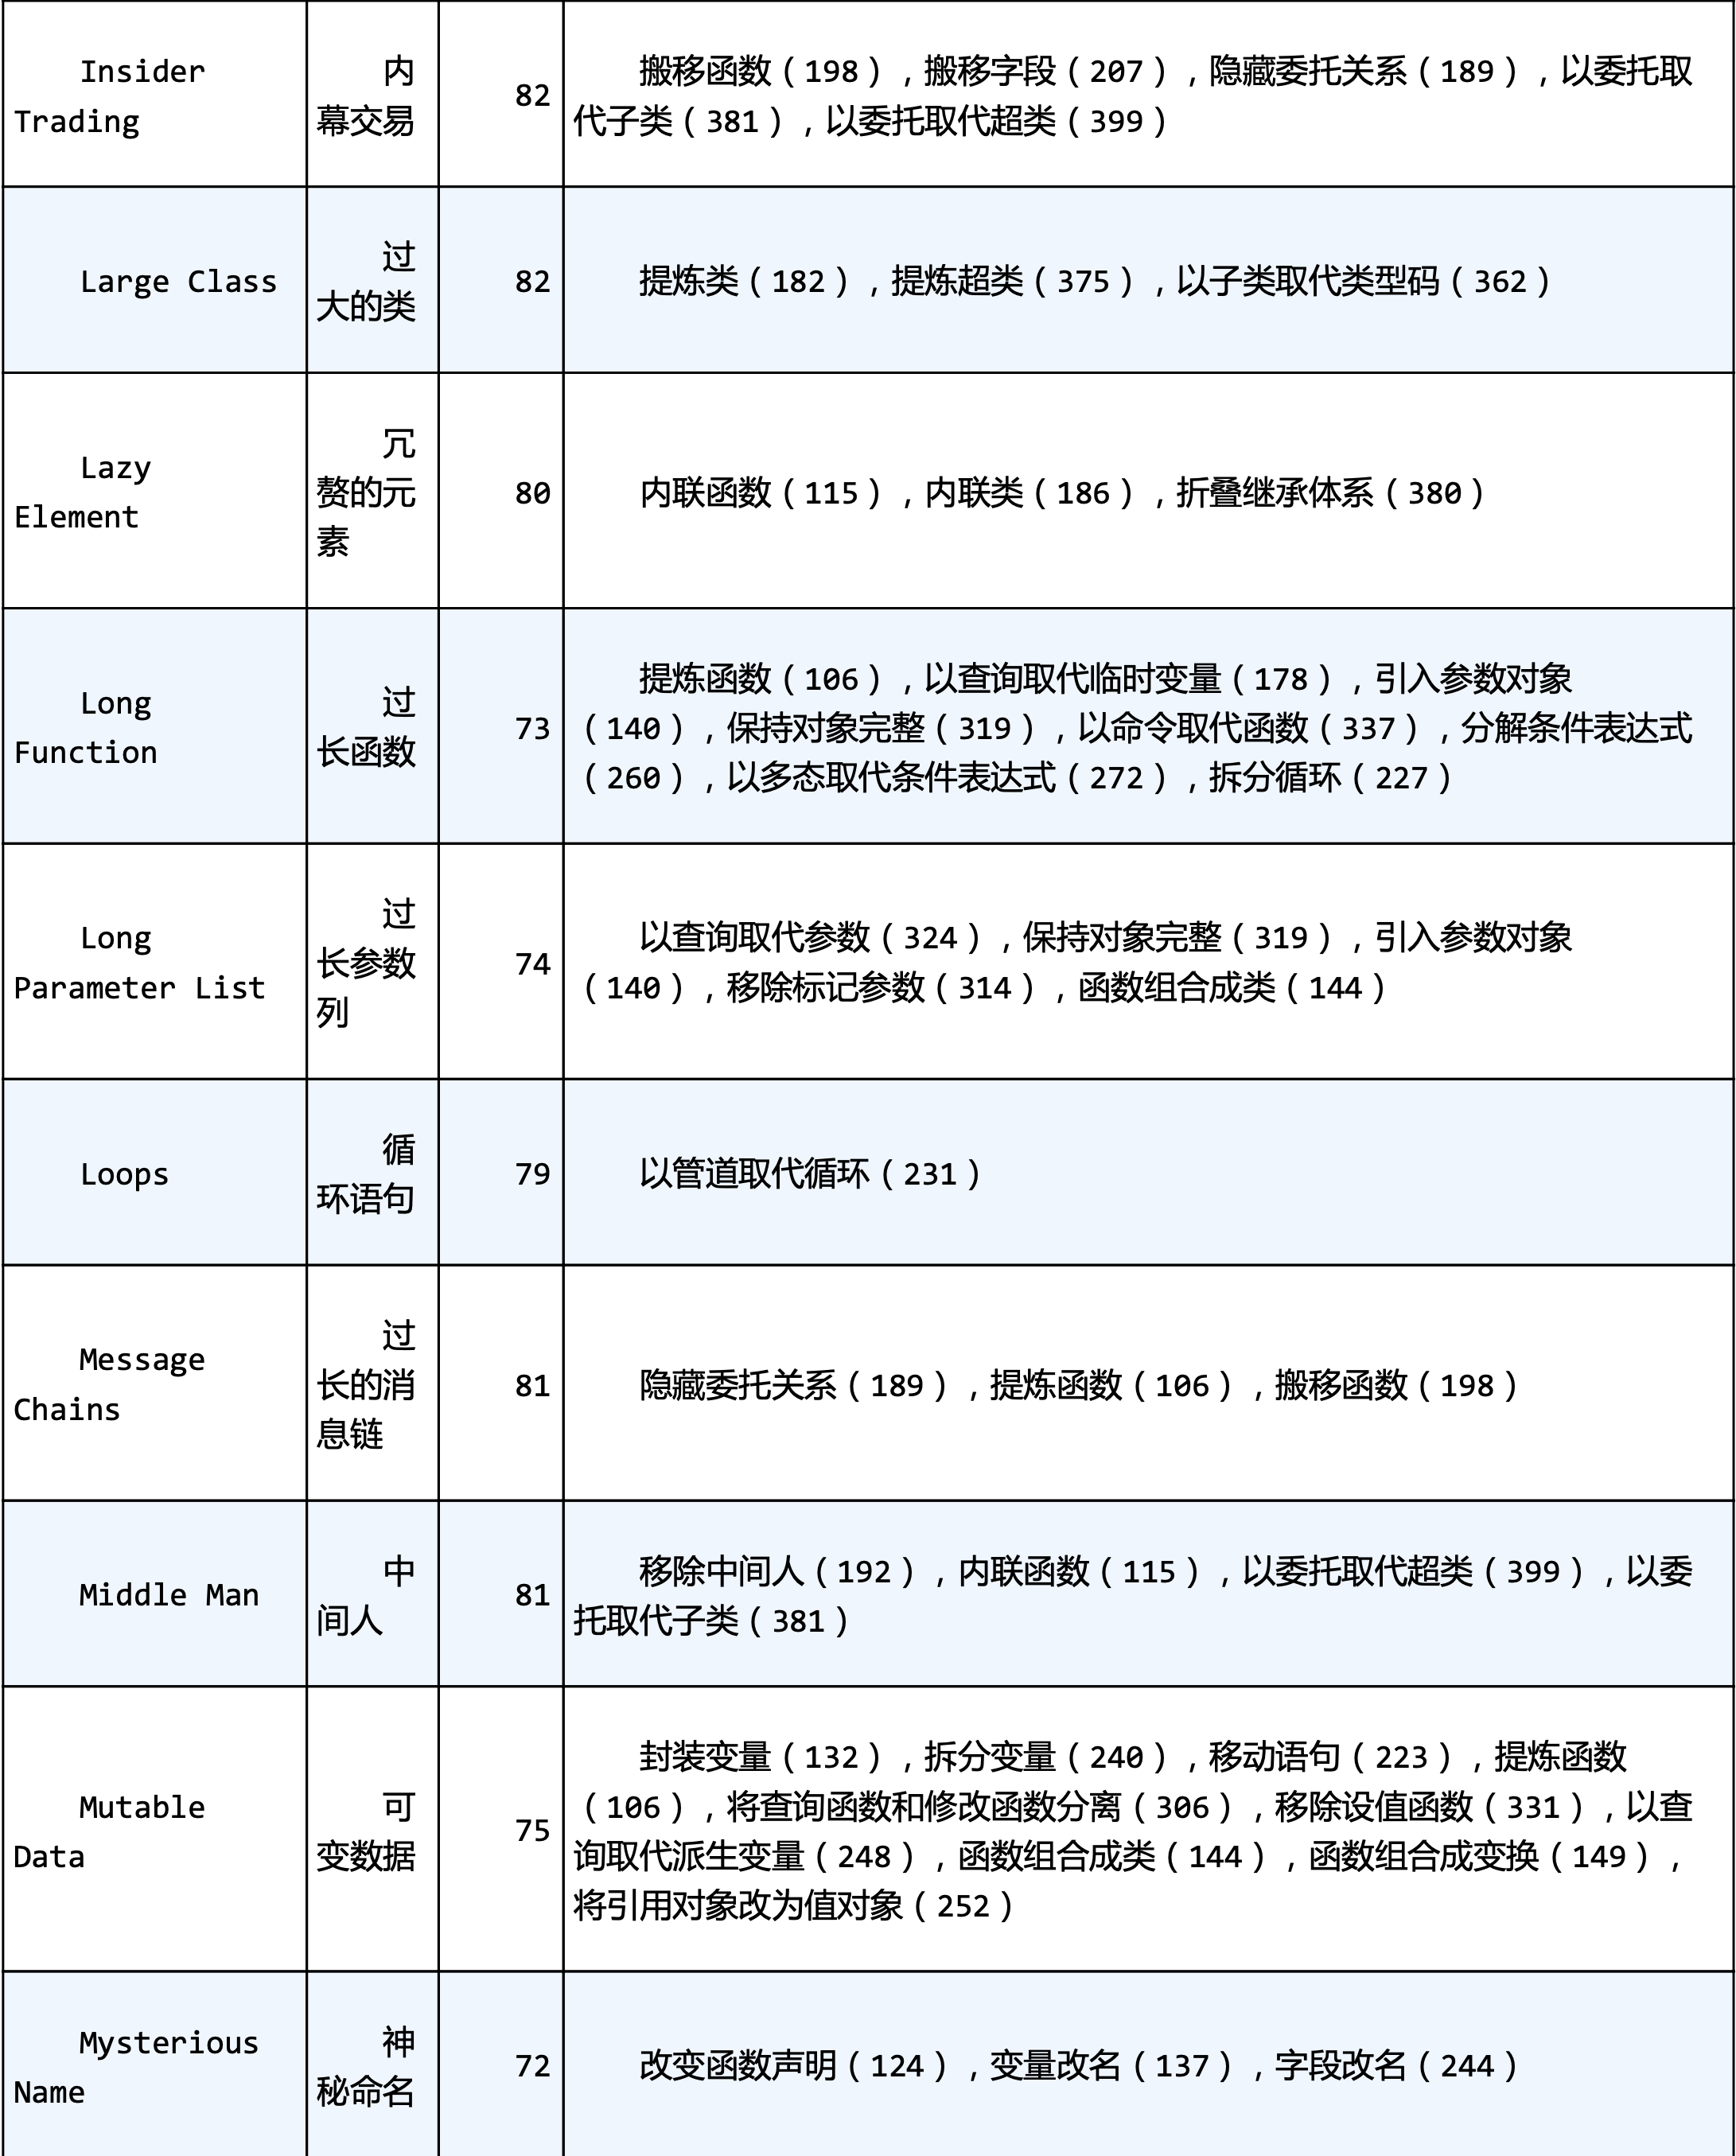 Insider
Trading
内
幕交易
82
搬移函数（198），搬移字段（207），隐藏委托关系（189），以委托取
代子类（381），以委托取代超类（399）
Large Class
过
大的类
82
提炼类（182），提炼超类（375），以子类取代类型码（362）
Lazy
Element
冗
赘的元
素
80
内联函数（115），内联类（186），折叠继承体系（380）
Long
Function
过
长函数
73
提炼函数（106），以查询取代临时变量（178），引入参数对象
（140），保持对象完整（319），以命令取代函数（337），分解条件表达式
（260），以多态取代条件表达式（272），拆分循环（227）
Long
Parameter List
过
长参数
列
74
以查询取代参数（324），保持对象完整（319），引入参数对象
（140），移除标记参数（314），函数组合成类（144）
Loops
循
环语句
79
以管道取代循环（231）
Message
Chains
过
长的消
息链
81
隐藏委托关系（189），提炼函数（106），搬移函数（198）
Middle Man
中
间人
81
移除中间人（192），内联函数（115），以委托取代超类（399），以委
托取代子类（381）
Mutable
Data
可
变数据
75
封装变量（132），拆分变量（240），移动语句（223），提炼函数
（106），将查询函数和修改函数分离（306），移除设值函数（331），以查
询取代派生变量（248），函数组合成类（144），函数组合成变换（149），
将引用对象改为值对象（252）
Mysterious
Name
神
秘命名
72
改变函数声明（124），变量改名（137），字段改名（244）